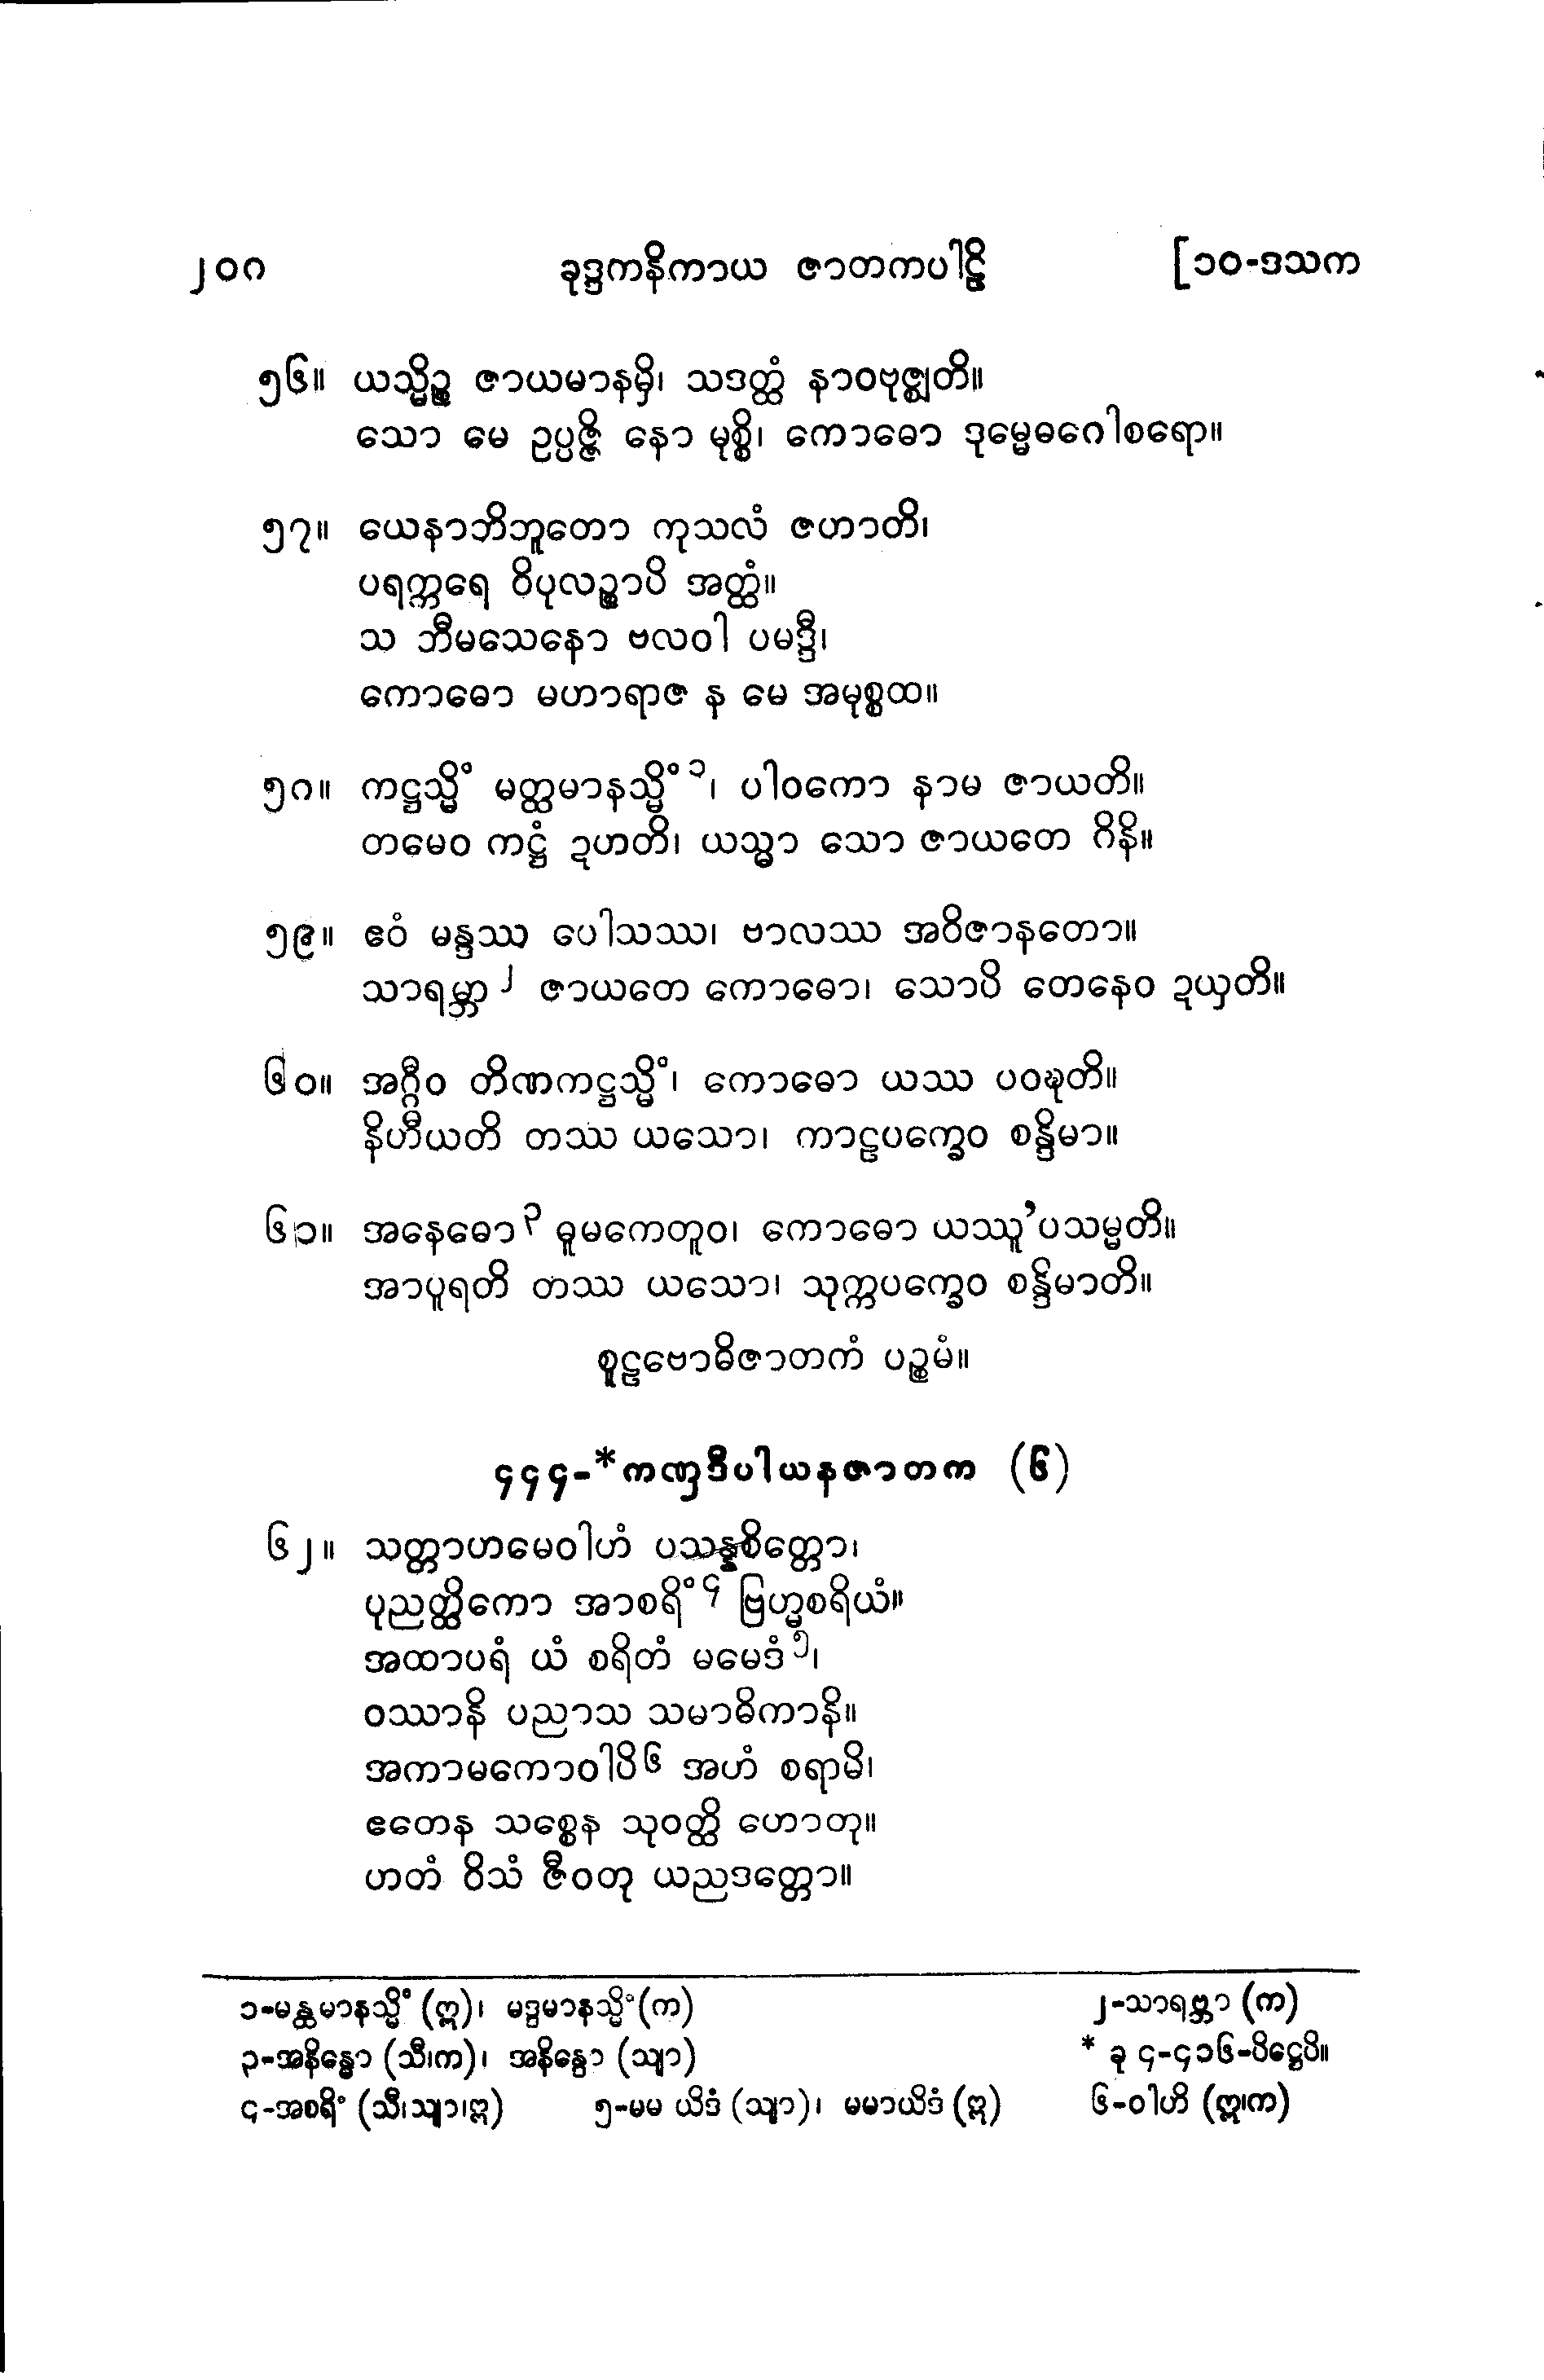 ၂၀၈ ခုဒ္ဒကနိကာယ ဇာတကပါဠိ [၁၀-ဒသက
၅၆။ ယသ္မိဉ္စ ဇာယမာနမှိ၊ သဒတ္ထံ နာဝဗုဇ္ဈတိ။
သော မေ ဥပ္ပဇ္ဇိ နော မုစ္စိ၊ ကောဓော ဒုမ္မေဓဂေါစရော။
၅၇။ ယေနာဘိဘူတော ကုသလံ ဇဟာတိ၊
ပရက္ကရေ ဝိပုလဉ္စာပိ အတ္ထံ။
သ ဘီမသေနော ဗလဝါ ပမဒ္ဒီ၊
ကောဓော မဟာရာဇ န မေ အမုစ္စထ။
၅၈။ ကဋ္ဌသ္မိံ မတ္ထမာနသ္မိံ ၁၊ ပါဝကော နာမ ဇာယတိ။
တမေဝ ကဋ္ဌံ ဍဟတိ၊ ယသ္မာ သော ဇာယတေ ဂိနိ။
၅၉။ ဧဝံ မန္ဒဿ ပေါသဿ၊ ဗာလဿ အဝိဇာနတော။
သာရမ္ဘာ ၂ ဇာယတေ ကောဓော၊ သောပိ တေနေဝ ဍယှတိ။
၆၀။ အဂ္ဂီဝ တိဏကဋ္ဌသ္မိံ၊ ကောဓော ယဿ ပဝဍ္ဎတိ။
နိဟီယတိ တဿ ယသော၊ ကာဠပက္ခေဝ စန္ဒိမာ။
၆၁။ အနေဓော ၃ ဓူမကေတူဝ၊ ကောဓော ယဿူ’ပသမ္မတိ။
အာပူရတိ တဿ ယသော၊ သုက္ကပက္ခေဝ စန္ဒိမာတိ။
စူဠဗောဓိဇာတကံ ပဉ္စမံ။
၄၄၄-*ကဏှဒီပါယနဇာတက (၆)
၆၂။ သတ္တာဟမေဝါဟံ ပသန္နစိတ္တော၊
ပုညတ္ထိကော အာစရိံ ၄ ဗြဟ္မစရိယံ။
အထာပရံ ယံ စရိတံ မမေဒံ ၅၊
ဝဿာနိ ပညာသ သမာဓိကာနိ။
အကာမကောဝါပိ ၆ အဟံ စရာမိ၊
ဧတေန သစ္စေန သုဝတ္ထိ ဟောတု။
ဟတံ ဝိသံ ဇီဝတု ယညဒတ္တော။
၁-မန္ထမာနသ္မိံ (ဣ)၊ မဒ္ဒမာနသ္မိံ (က) ၂-သာရဗ္ဘာ (က)
၃-အနိန္ဓော (သီ၊က)၊ အနိန္ဒော (သျာ) * ခု ၄-၄၁၆-ပိဋ္ဌေပိ။
၄-အစရိံ (သီ၊သျာ၊ဣ) ၅-မမ ယိဒံ (သျာ)၊ မမာယိဒံ (ဣ) ၆-ဝါဟိ (ဣ၊က)